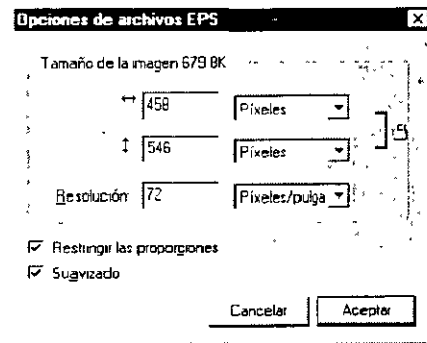 Opciones de archivos EPS
Tamaño de la imagen 679 8K
458 Píxeles
546 Píxeles
Resolución 72 Píxeles/pulga
Restringir las proporciones
Suavizado
Cancelar Aceptar